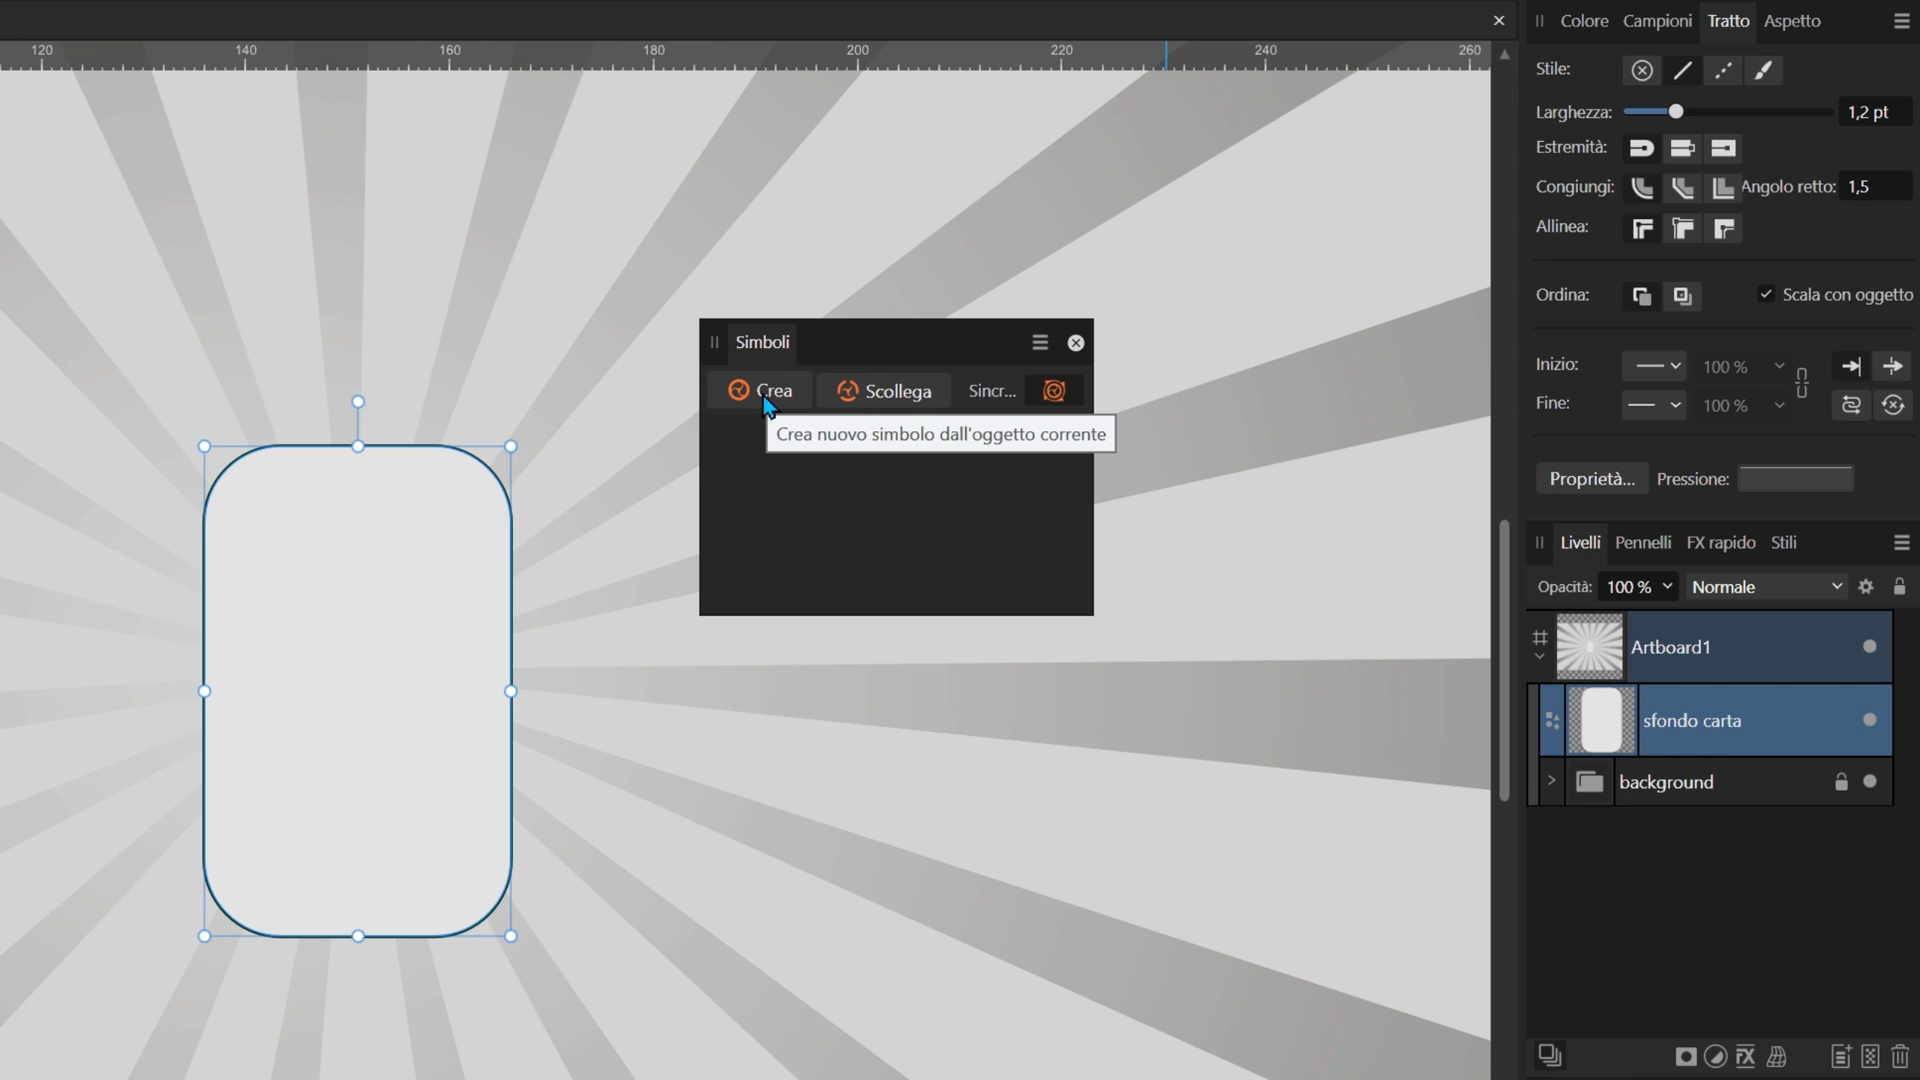 120 140 160 180 200 220 240 260
Simboli
Crea Scollega Sincr...
Crea nuovo simbolo dall'oggetto corrente
Colore Campioni Tratto Aspetto
Stile:
Larghezza: 1,2 pt
Estremità:
Congiungi: Angolo retto: 1,5
Allinea:
Ordina: Scala con oggetto
Inizio: 100 %
Fine: 100 %
Proprietà... Pressione:
Livelli Pennelli FX rapido Stili
Opacità: 100 % Normale
Artboard1
sfondo carta
background
FX